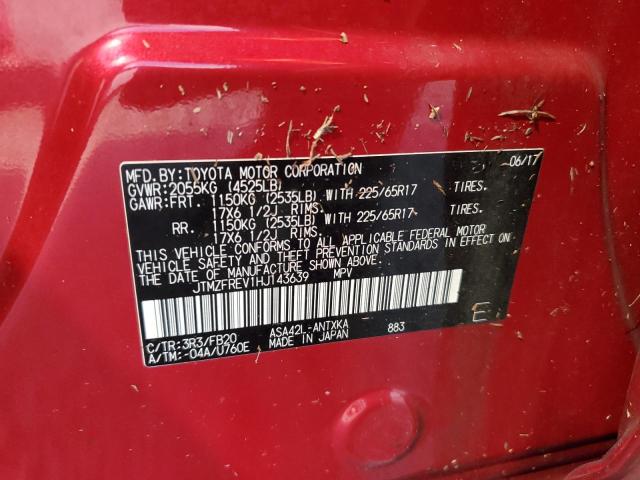 MFD.BY:TOYOTA MOTOR CORPORATION 06/17
GVWR:2055KG (4525LB)
GAWR:FRT. 1150KG (2535LB) WITH 225/65R17 TIRES.
17X6 1/2J RIMS.
RR. 1150KG (2535LB) WITH 225/65R17 TIRES.
17X6 1/2J RIMS.
THIS VEHICLE CONFORMS TO ALL APPLICABLE FEDERAL MOTOR
VEHICLE SAFETY AND THEFT PREVENTION STANDARDS IN EFFECT ON
THE DATE OF MANUFACTURE SHOWN ABOVE.
JTMZFREV1HJ143639 MPV
E
C/TR:3R3/FB20 ASA42L-ANTXKA 883
A/TM:-04A/U760E MADE IN JAPAN